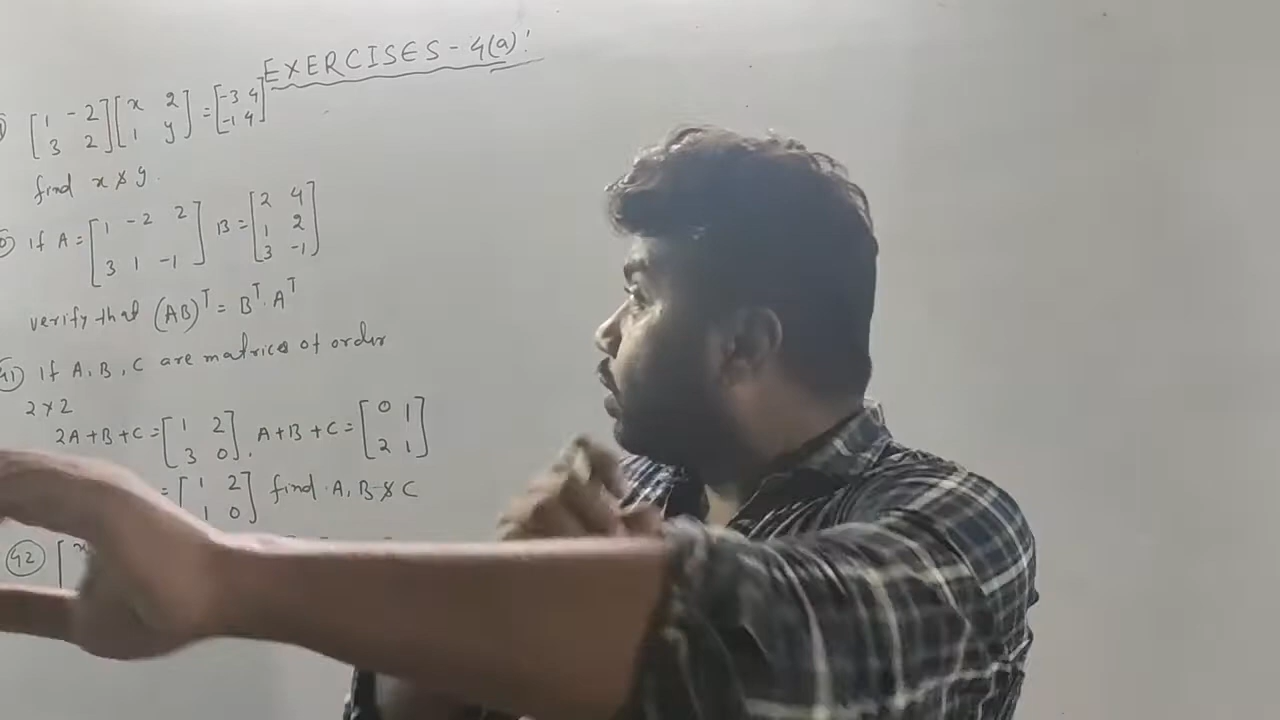 EXERCISES - 4(a)!
[1 -2] [x 2] = [-3 4]
[3 2] [1 y] [-1 4]
find x & y.
If A = [1 -2 2] B = [2 4]
[3 1 -1] [1 2]
[3 -1]
verify that (AB)ᵀ = Bᵀ. Aᵀ
41 If A, B, C are matrices of order
2×2
2A+B+C = [1 2], A+B+C = [0 1]
[3 0] [2 1]
= [1 2] find A, B & C
[1 0]
42 [